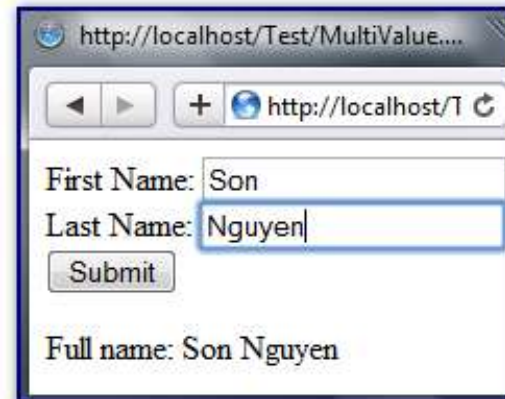 http://localhost/Test/MultiValue....
+ http://localhost/T
First Name: Son
Last Name: Nguyen
Submit
Full name: Son Nguyen